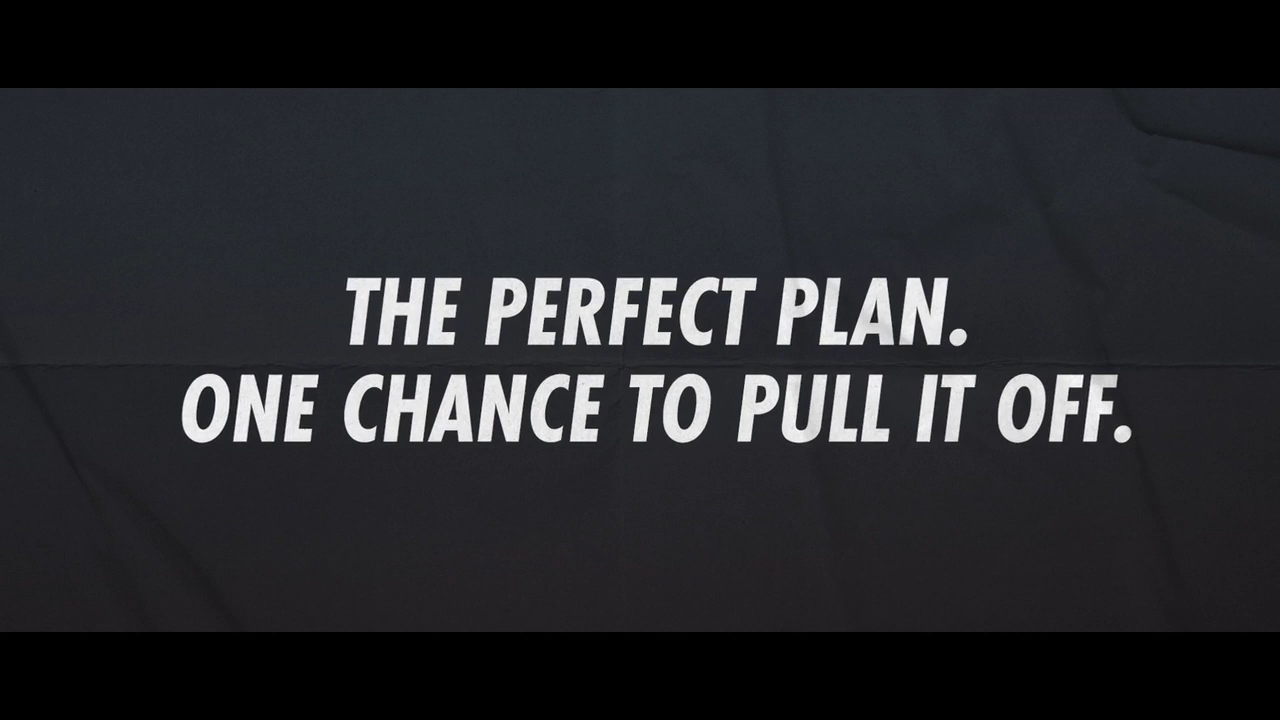 THE PERFECT PLAN.
ONE CHANCE TO PULL IT OFF.